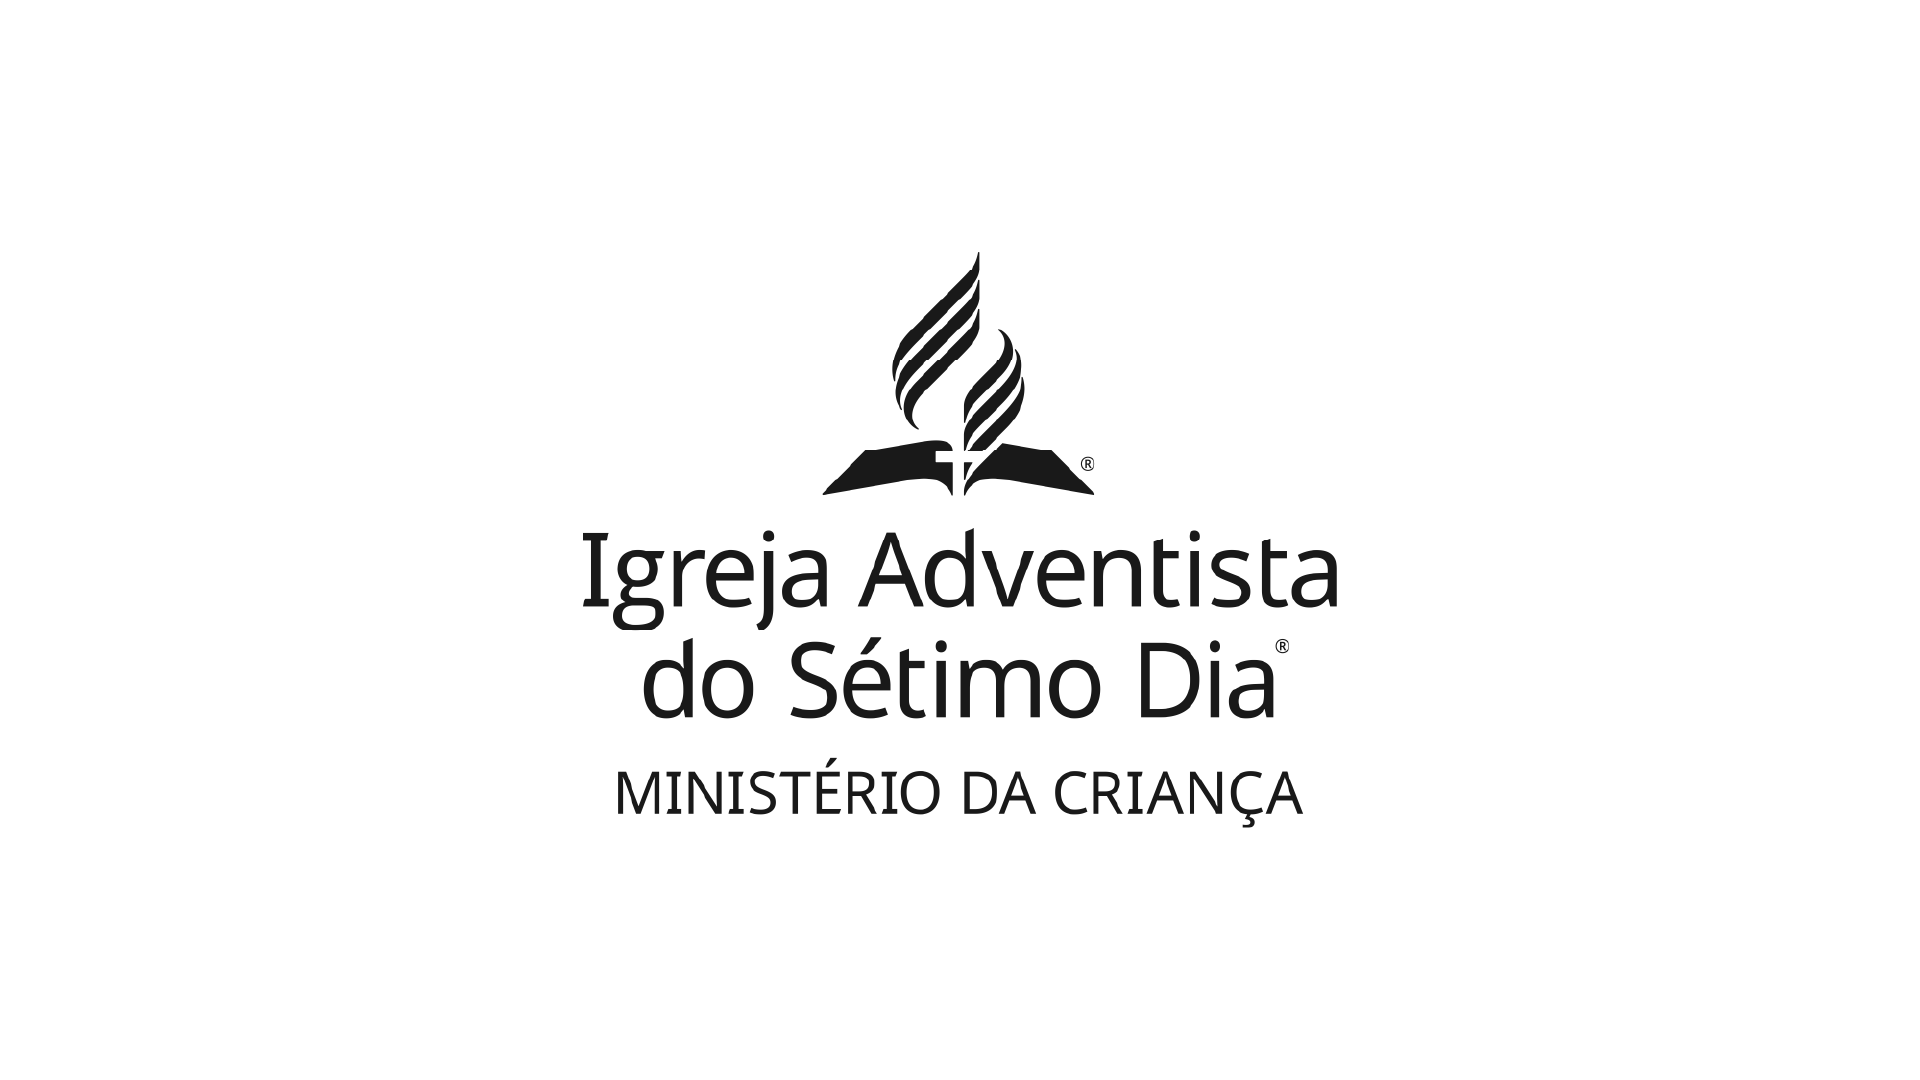 ®
Igreja Adventista
do Sétimo Dia®
MINISTÉRIO DA CRIANÇA